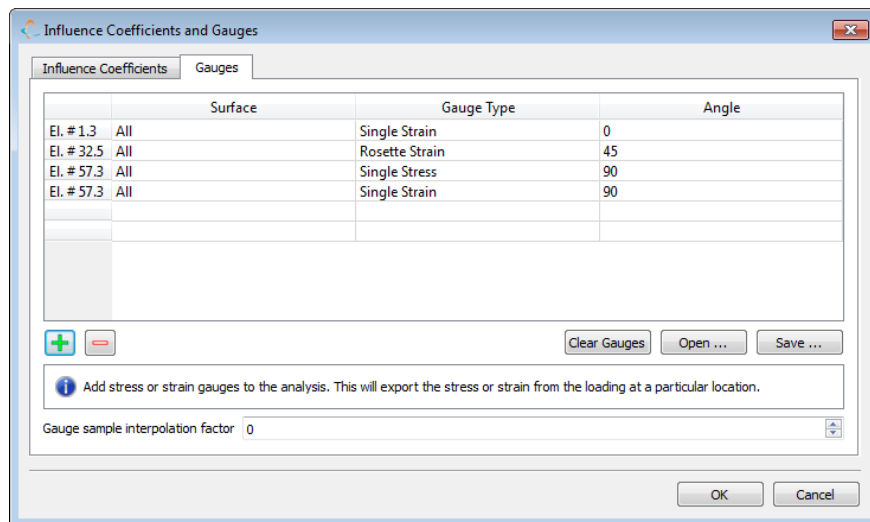 Influence Coefficients and Gauges
Influence Coefficients Gauges
Surface Gauge Type Angle
El. # 1.3 All Single Strain 0
El. # 32.5 All Rosette Strain 45
El. # 57.3 All Single Stress 90
El. # 57.3 All Single Strain 90
Clear Gauges Open ... Save ...
Add stress or strain gauges to the analysis. This will export the stress or strain from the loading at a particular location.
Gauge sample interpolation factor 0
OK Cancel